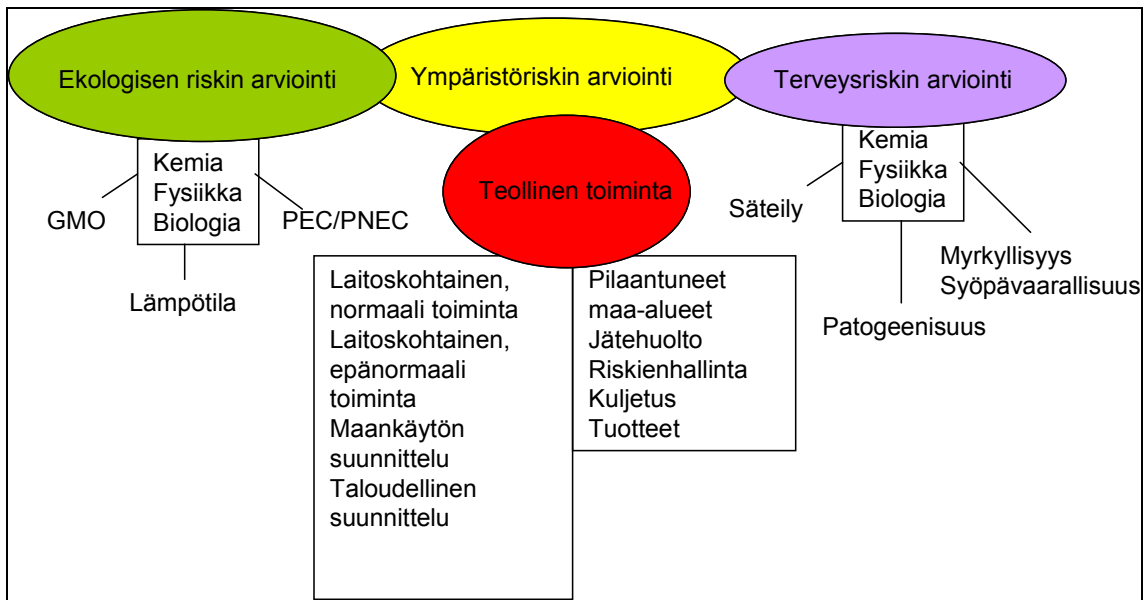 Ekologisen riskin arviointi
Ympäristöriskin arviointi
Terveysriskin arviointi
Teollinen toiminta
Kemia
Fysiikka
Biologia
GMO
PEC/PNEC
Lämpötila
Laitoskohtainen,
normaali toiminta
Laitoskohtainen,
epänormaali
toiminta
Maankäytön
suunnittelu
Taloudellinen
suunnittelu
Pilaantuneet
maa-alueet
Jätehuolto
Riskienhallinta
Kuljetus
Tuotteet
Kemia
Fysiikka
Biologia
Säteily
Myrkyllisyys
Syöpävaarallisuus
Patogeenisuus